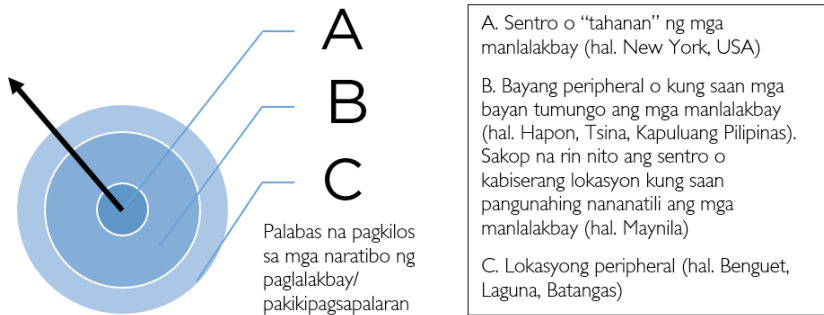 A
B
C
Palabas na pagkilos
sa mga naratibo ng
paglalakbay/
pakikipagsapalaran
A. Sentro o “tahanan” ng mga
manlalakbay (hal. New York, USA)
B. Bayang peripheral o kung saan mga
bayan tumungo ang mga manlalakbay
(hal. Hapon, Tsina, Kapuluang Pilipinas).
Sakop na rin nito ang sentro o
kabiserang lokasyon kung saan
pangunahing nananatili ang mga
manlalakbay (hal. Maynila)
C. Lokasyong peripheral (hal. Benguet,
Laguna, Batangas)